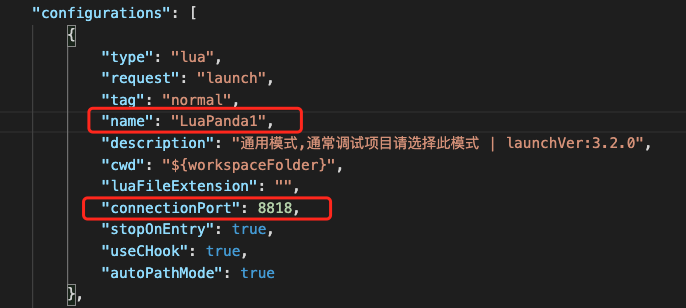 "configurations": [
{
"type": "lua",
"request": "launch",
"tag": "normal",
"name": "LuaPanda1",
"description": "通用模式,通常调试项目请选择此模式 | launchVer:3.2.0",
"cwd": "${workspaceFolder}",
"luaFileExtension": "",
"connectionPort": 8818,
"stopOnEntry": true,
"useCHook": true,
"autoPathMode": true
},